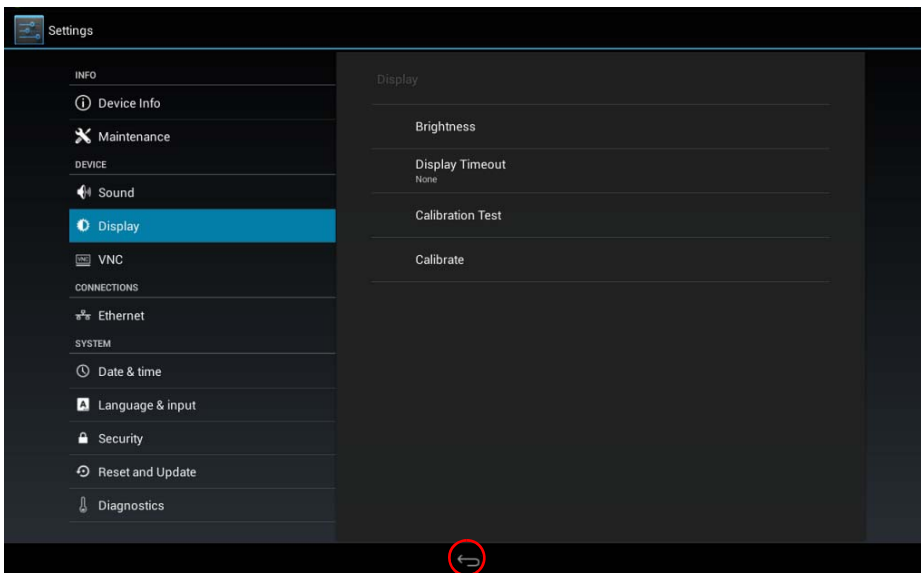 Settings
INFO
Device Info
Maintenance
DEVICE
Sound
Display
VNC
VNC
CONNECTIONS
Ethernet
SYSTEM
Date & time
A Language & input
Security
Reset and Update
Diagnostics
Display
Brightness
Display Timeout
None
Calibration Test
Calibrate